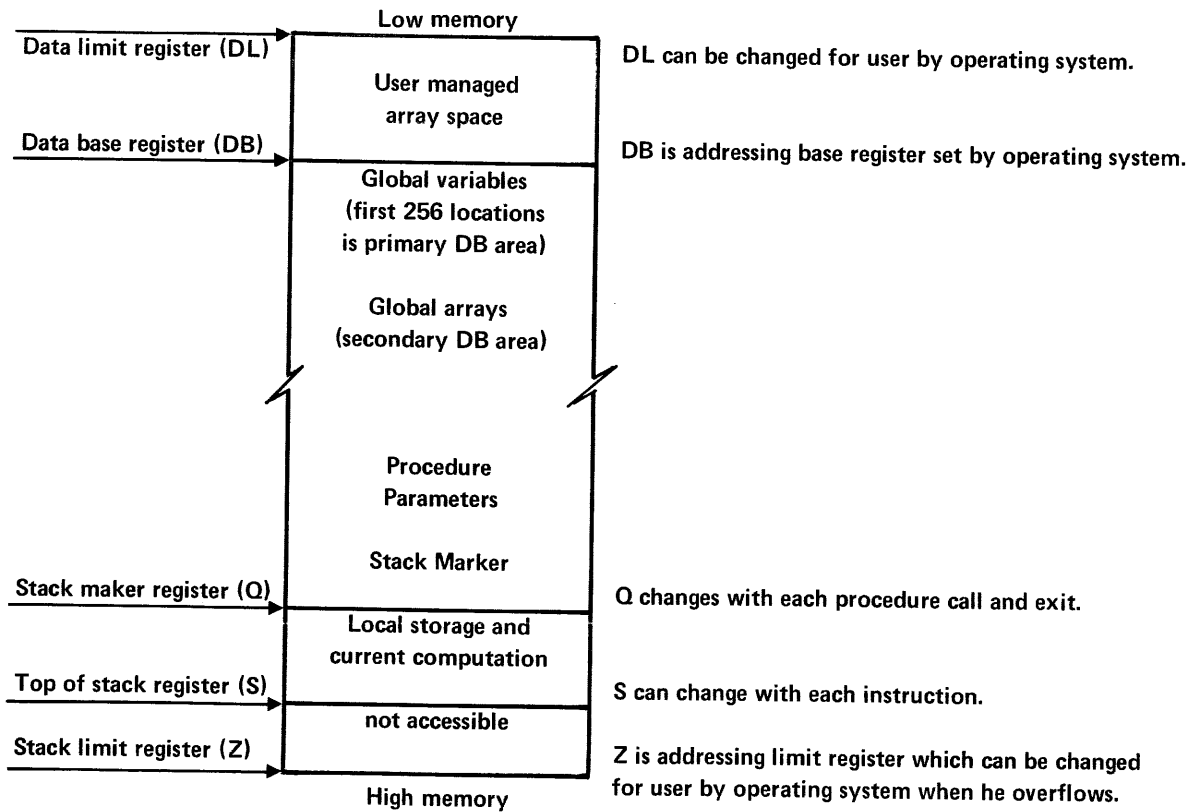 Low memory
Data limit register (DL)
DL can be changed for user by operating system.
User managed
array space
Data base register (DB)
DB is addressing base register set by operating system.
Global variables
(first 256 locations
is primary DB area)
Global arrays
(secondary DB area)
Procedure
Parameters
Stack Marker
Stack maker register (Q)
Q changes with each procedure call and exit.
Local storage and
current computation
Top of stack register (S)
S can change with each instruction.
not accessible
Stack limit register (Z)
Z is addressing limit register which can be changed
for user by operating system when he overflows.
High memory